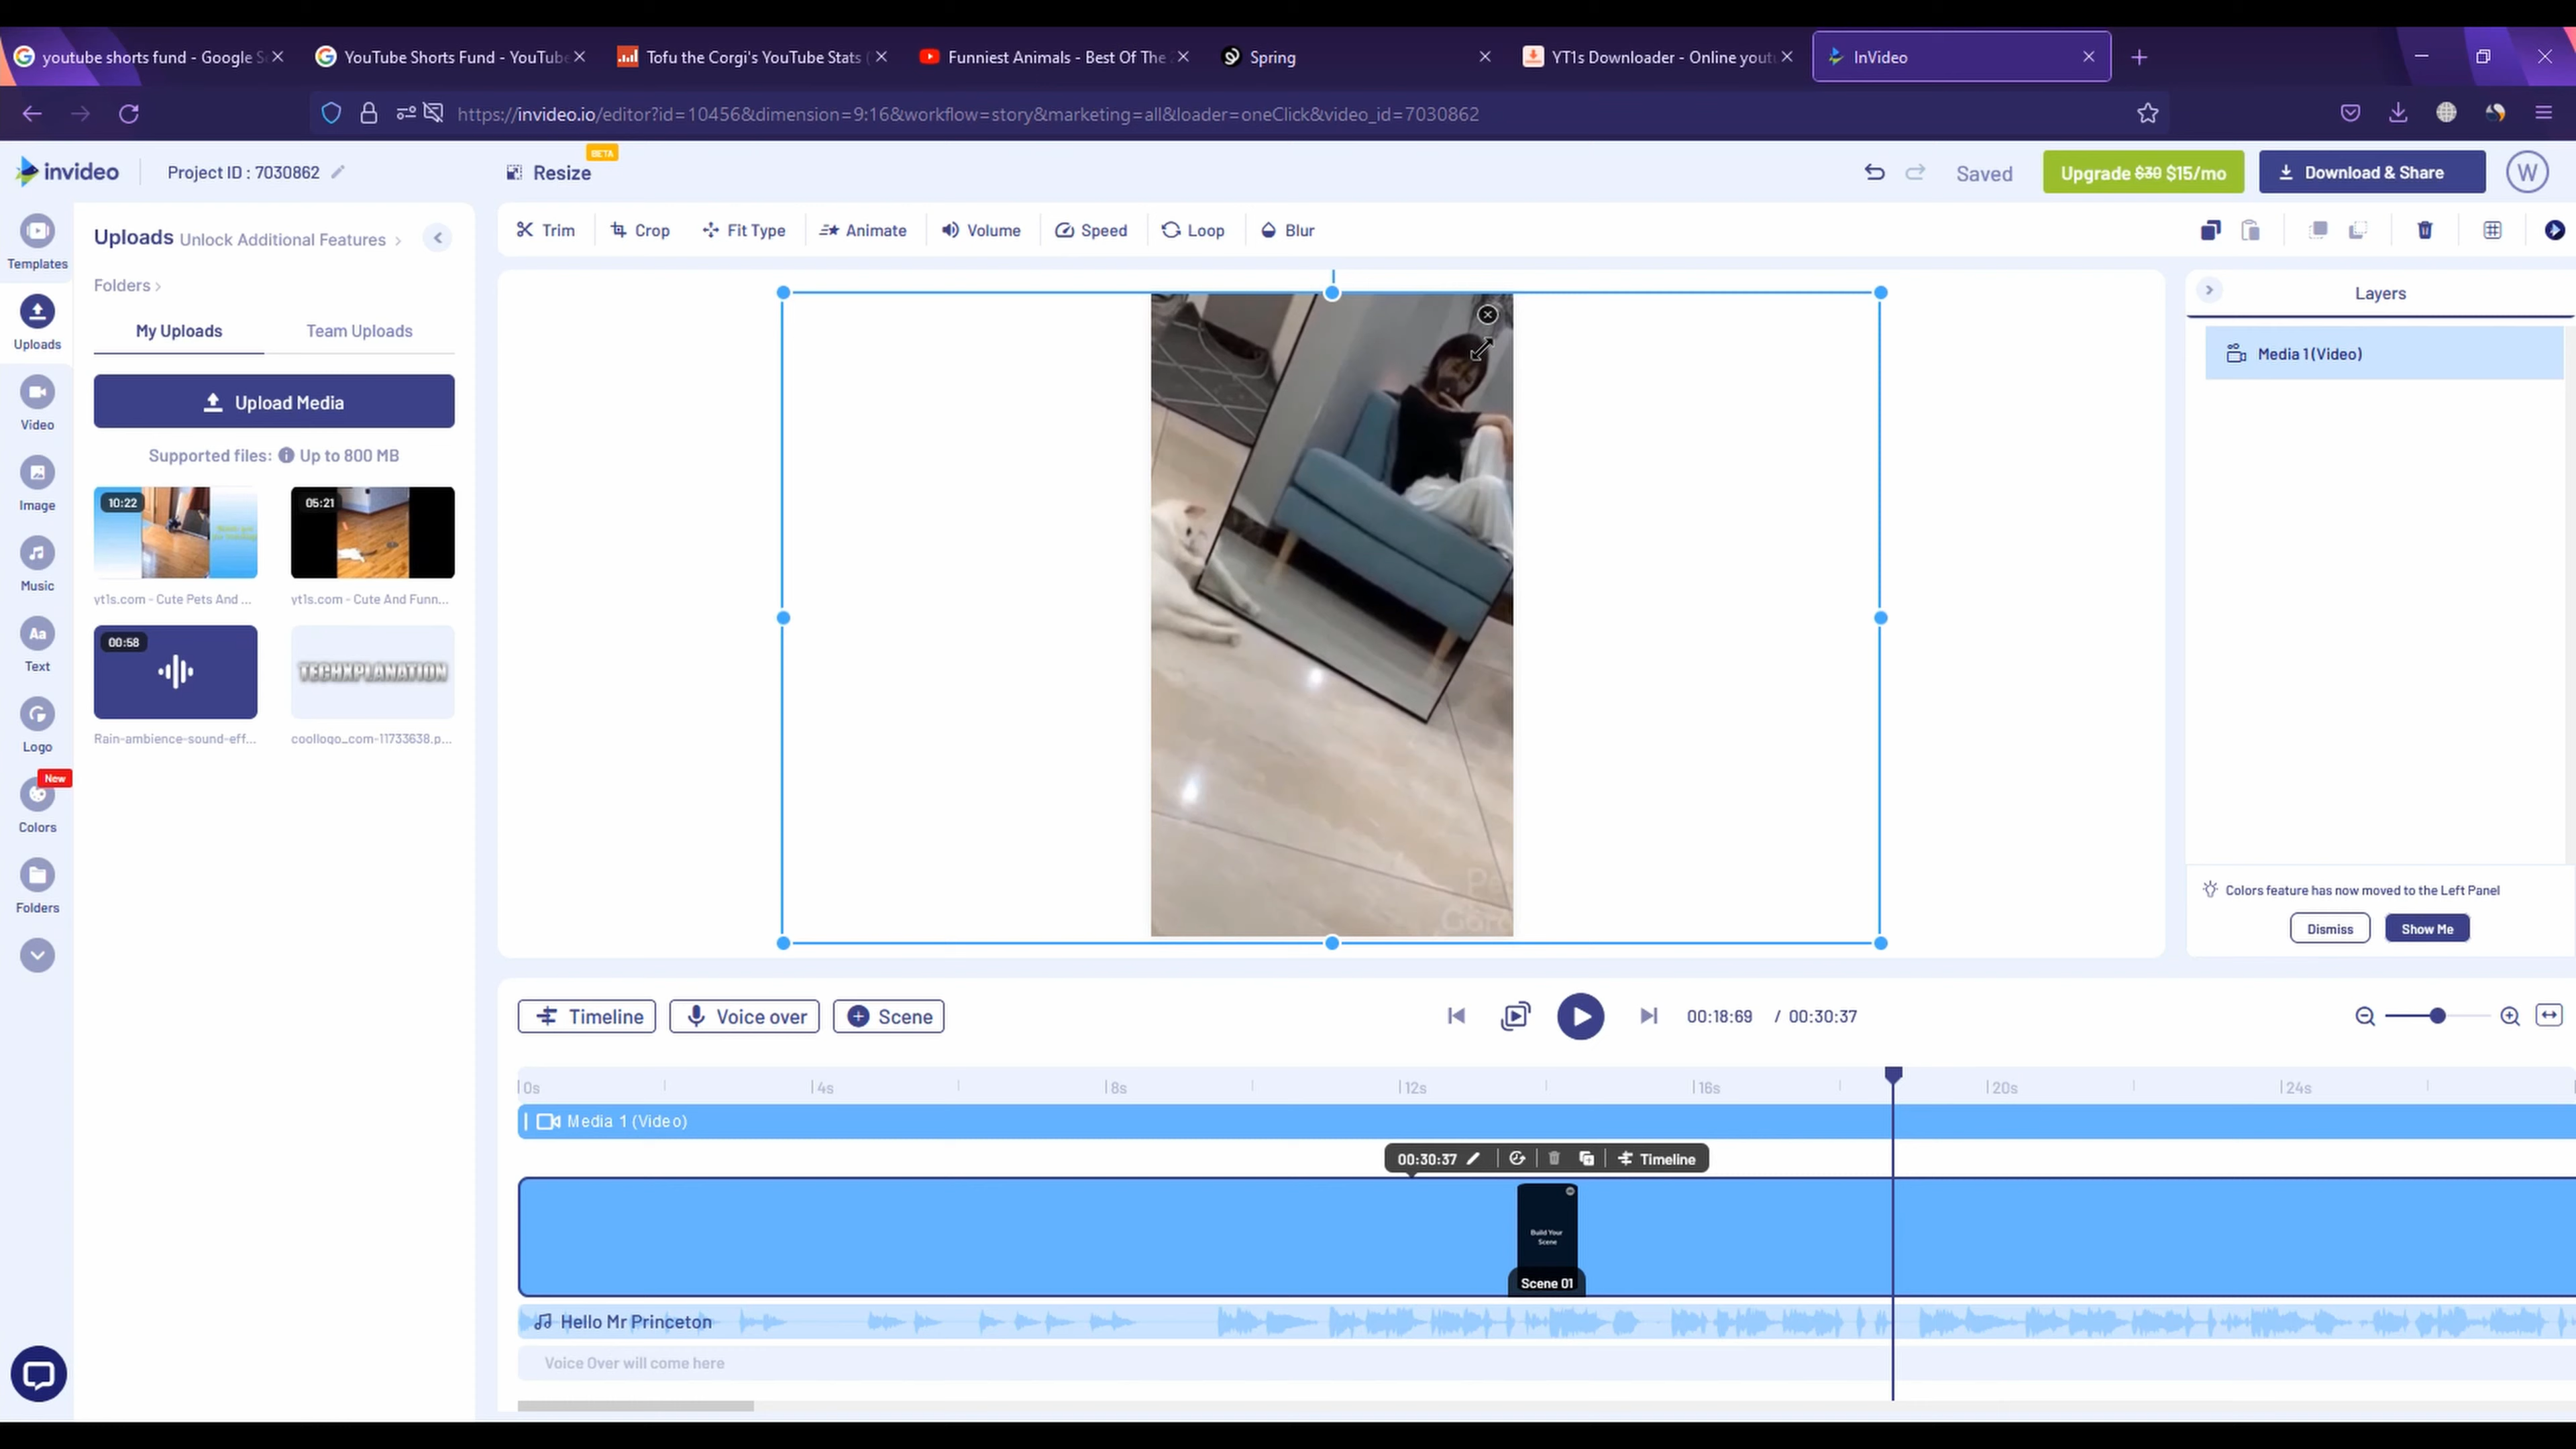 youtube shorts fund - Google S
YouTube Shorts Fund - YouTube
Tofu the Corgi's YouTube Stats (
Funniest Animals - Best Of The
Spring
YT1s Downloader - Online yout
InVideo
https://invideo.io/editor?id=10456&dimension=9:16&workflow=story&marketing=all&loader=oneClick&video_id=7030862
invideo
Project ID : 7030862
Resize
BETA
Saved
Upgrade $30 $15/mo
Download & Share
W
Templates
Uploads
Video
Image
Music
Text
Logo
New
Colors
Folders
Uploads Unlock Additional Features
Folders
My Uploads
Team Uploads
Upload Media
Supported files: Up to 800 MB
10:22
05:21
yt1s.com - Cute Pets And ...
yt1s.com - Cute And Funn...
00:58
TECHXPLANATION
Rain-ambience-sound-eff...
coollogo_com-11733638.p...
Trim
Crop
Fit Type
Animate
Volume
Speed
Loop
Blur
Layers
Media 1 (Video)
Colors feature has now moved to the Left Panel
Dismiss
Show Me
Timeline
Voice over
Scene
00:18:69 / 00:30:37
0s
4s
8s
12s
16s
20s
24s
Media 1 (Video)
00:30:37
Timeline
Build Your
Scene
Scene 01
Hello Mr Princeton
Voice Over will come here